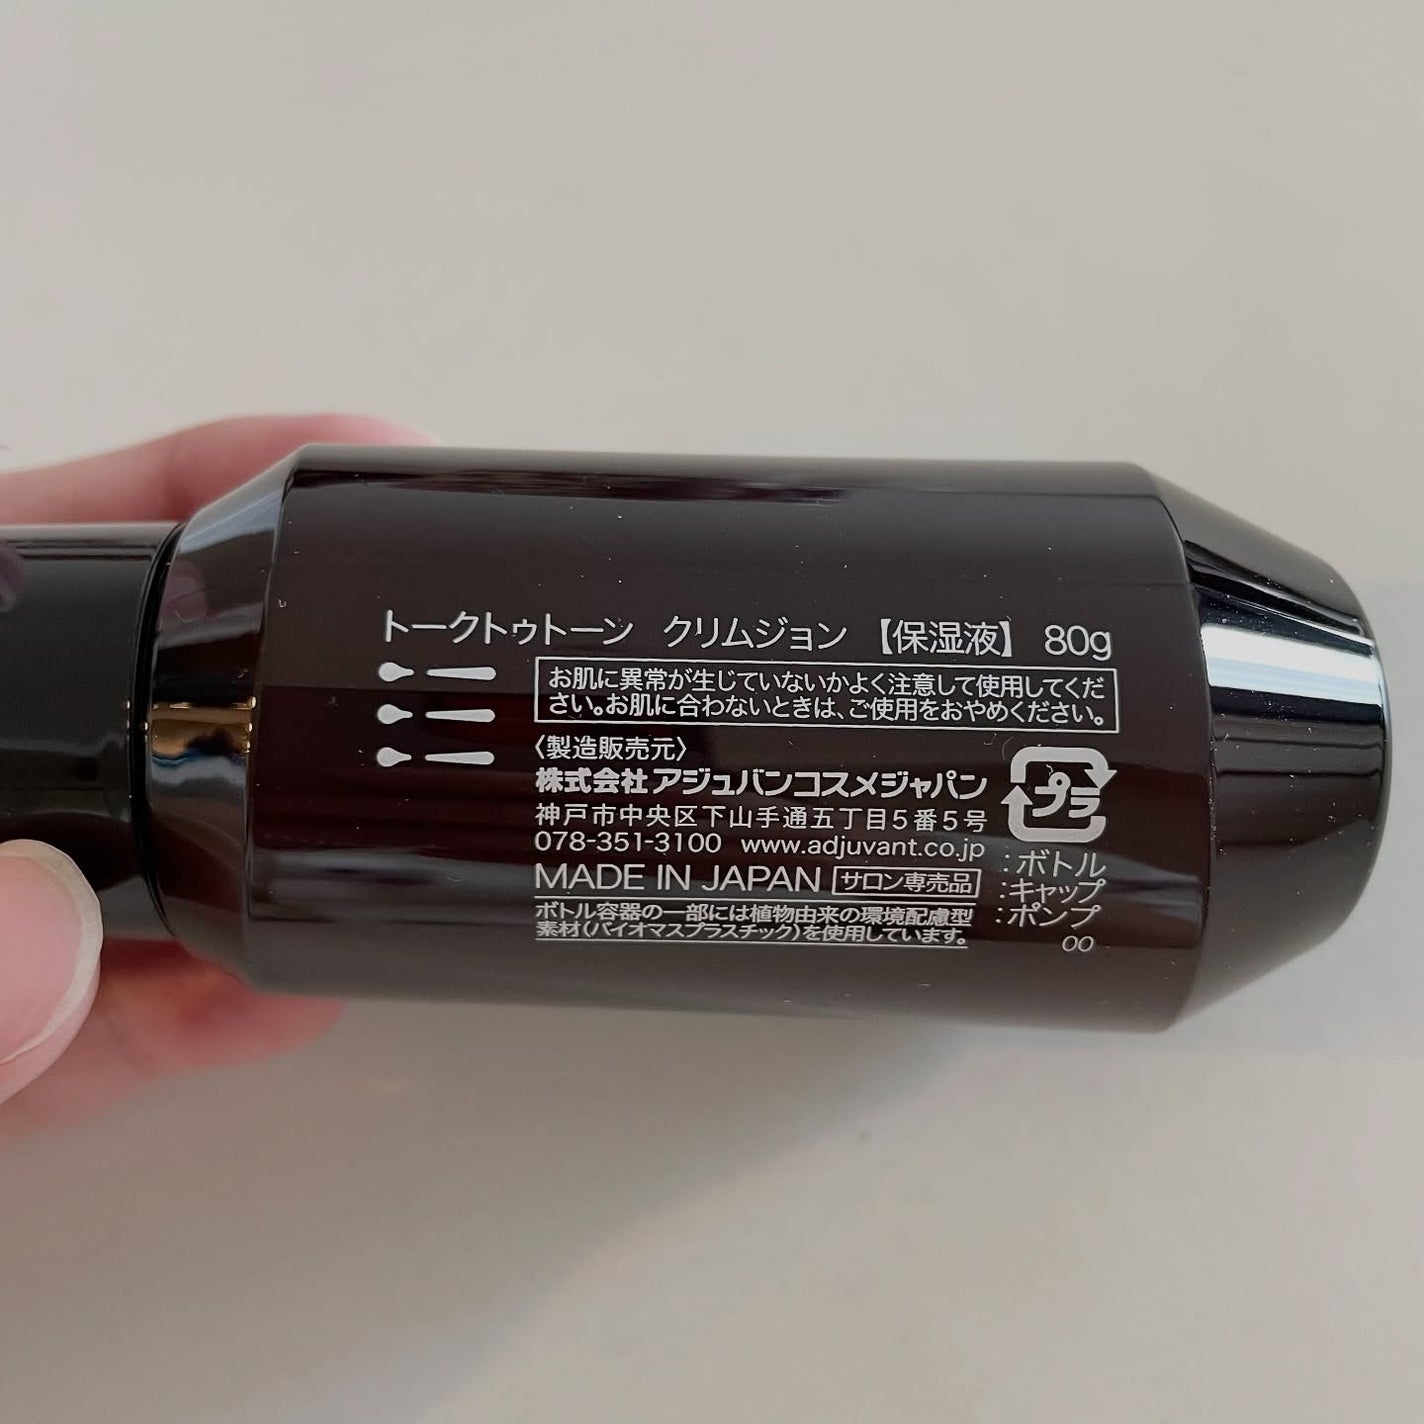 トークトゥトーン クリムジョン 【保湿液】 80g
お肌に異常が生じていないかよく注意して使用してくだ
さい。お肌に合わないときは、ご使用をおやめください。
〈製造販売元〉
株式会社アジュバンコスメジャパン
神戸市中央区下山手通五丁目5番5号
078-351-3100 www.adjuvant.co.jp
MADE IN JAPAN サロン専売品
ボトル容器の一部には植物由来の環境配慮型
素材(バイオマスプラスチック)を使用しています。
プラ
:ボトル
:キャップ
:ポンプ
00